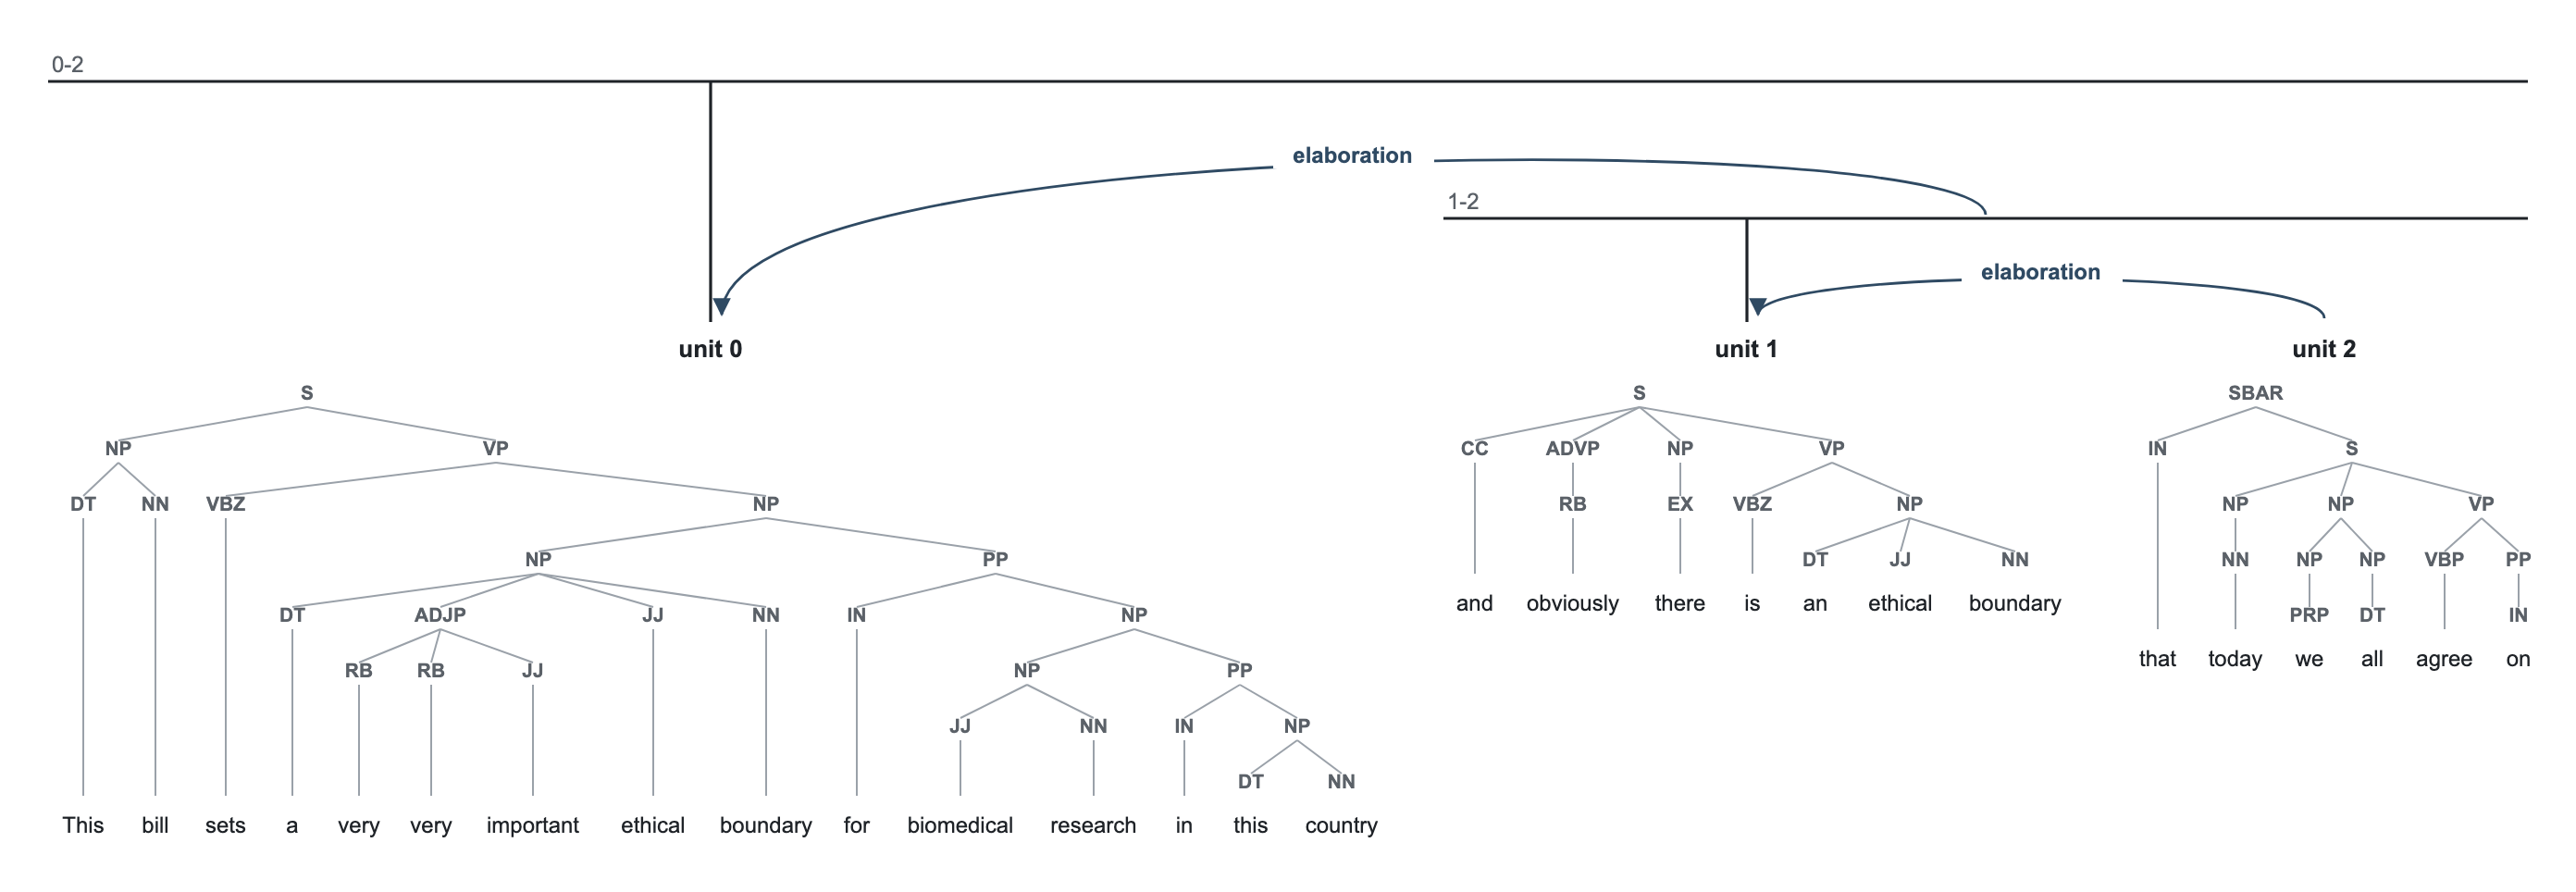 0-2
elaboration
1-2
elaboration
unit 0 unit 1 unit 2
S S SBAR
NP VP CC ADVP NP VP IN S
DT NN VBZ NP RB EX VBZ NP NP NP VP
NP PP DT JJ NN NN NP NP VBP PP
and obviously there is an ethical boundary
DT ADJP JJ NN IN NP PRP DT IN
that today we all agree on
RB RB JJ NP PP
JJ NN IN NP
DT NN
This bill sets a very very important ethical boundary for biomedical research in this country